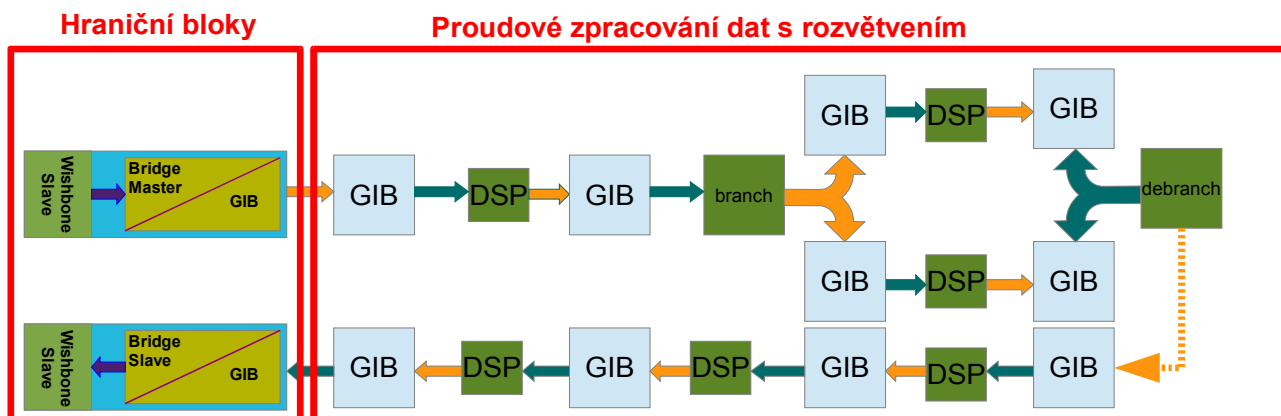 Hraniční bloky
Proudové zpracování dat s rozvětvením
Wishbone
Slave
Bridge
Master
GIB
GIB
DSP
GIB
branch
GIB
DSP
GIB
debranch
GIB
DSP
GIB
Wishbone
Slave
Bridge
Slave
GIB
GIB
DSP
GIB
DSP
GIB
DSP
GIB